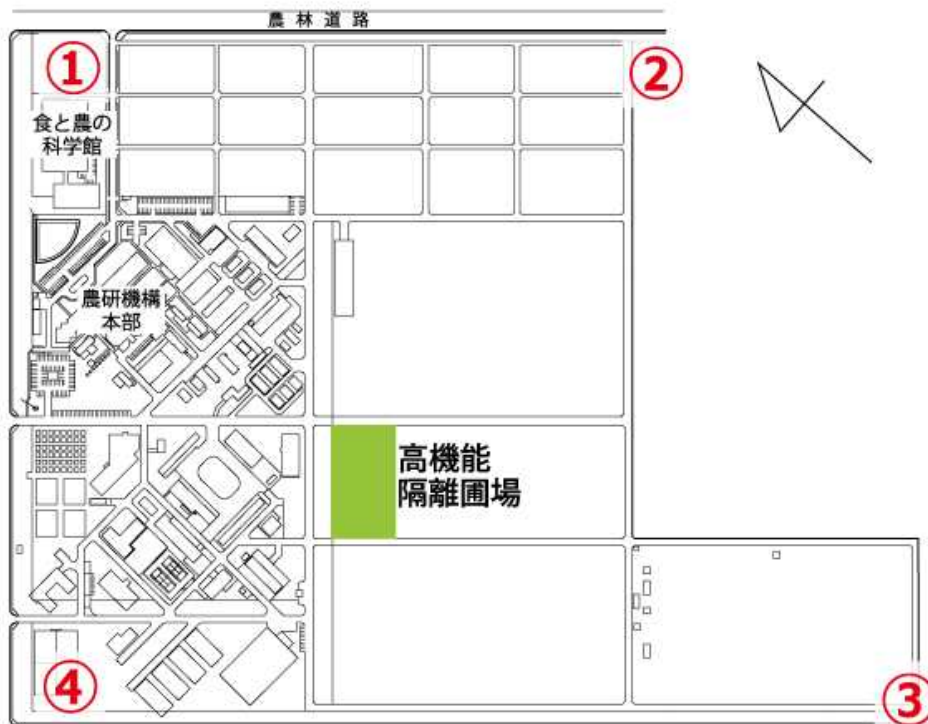 農林道路
①
②
食と農の
科学館
農研機構
本部
高機能
隔離圃場
④
③